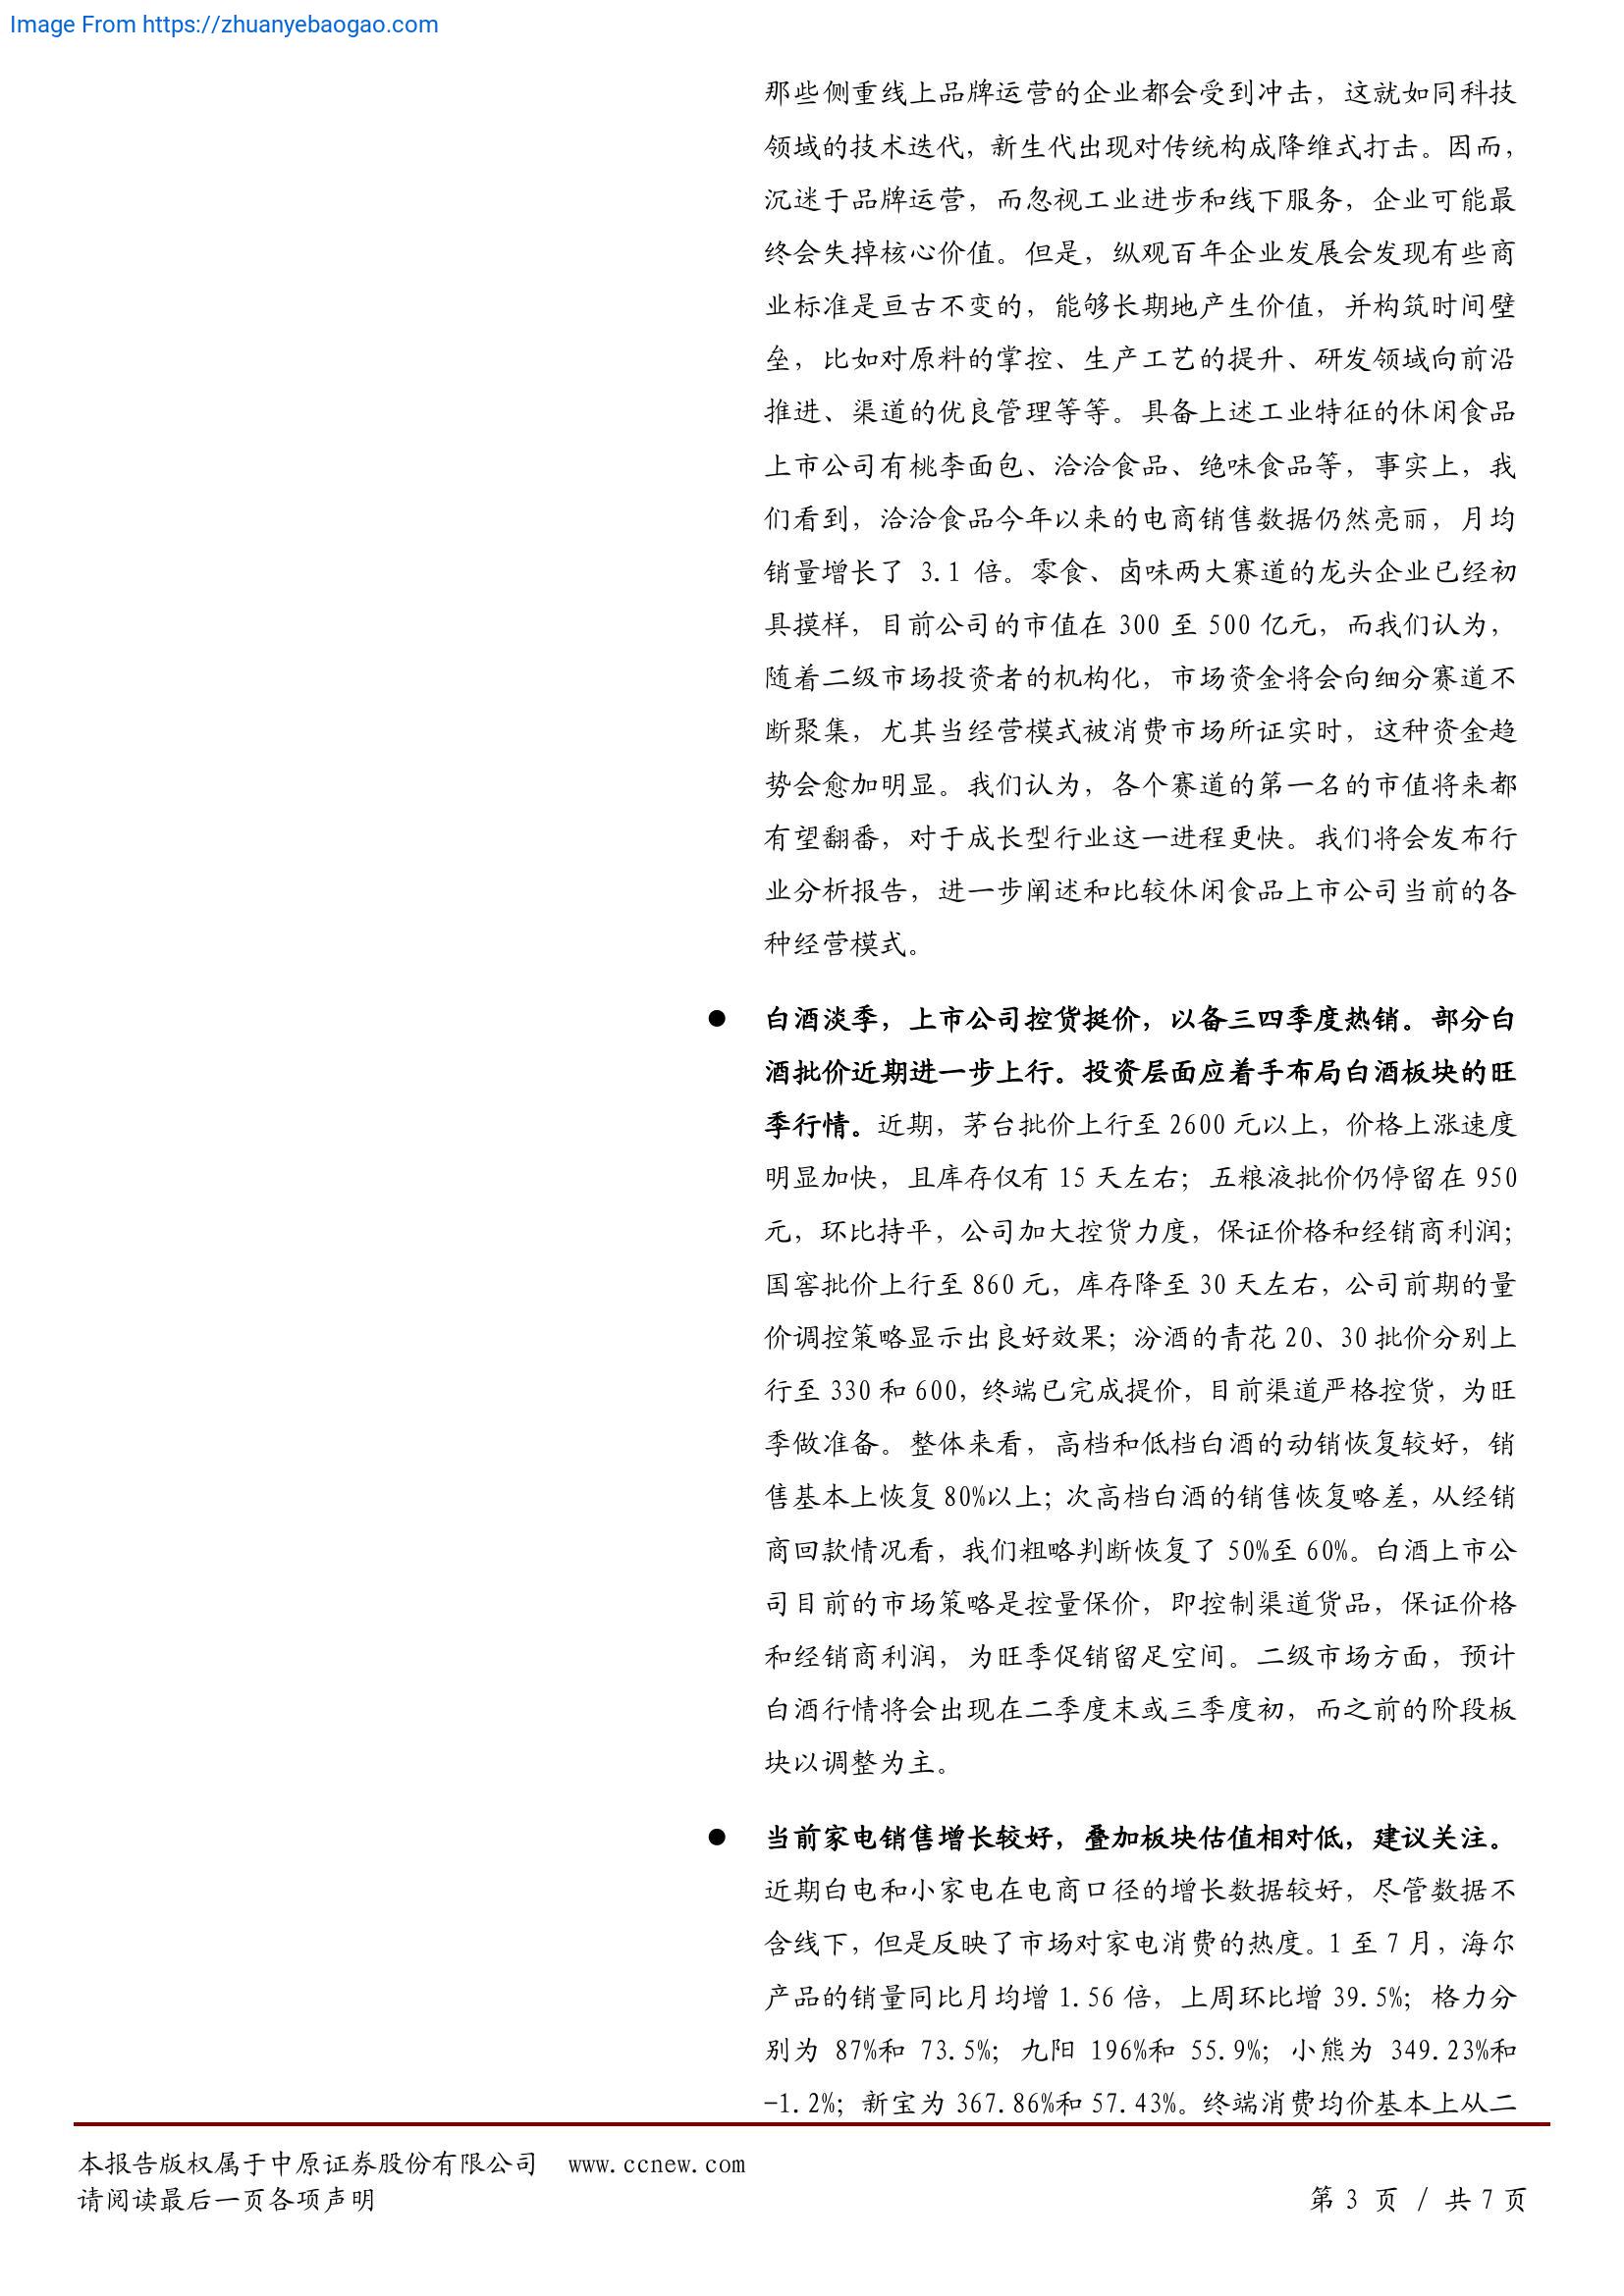 Image From https://zhuanyebaogao.com
那些侧重线上品牌运营的企业都会受到冲击，这就如同科技
领域的技术迭代，新生代出现对传统构成降维式打击。因而，
沉迷于品牌运营，而忽视工业进步和线下服务，企业可能最
终会失掉核心价值。但是，纵观百年企业发展会发现有些商
业标准是亘古不变的，能够长期地产生价值，并构筑时间壁
垒，比如对原料的掌控、生产工艺的提升、研发领域向前沿
推进、渠道的优良管理等等。具备上述工业特征的休闲食品
上市公司有桃李面包、洽洽食品、绝味食品等，事实上，我
们看到，洽洽食品今年以来的电商销售数据仍然亮丽，月均
销量增长了 3.1 倍。零食、卤味两大赛道的龙头企业已经初
具摸样，目前公司的市值在 300 至 500 亿元，而我们认为，
随着二级市场投资者的机构化，市场资金将会向细分赛道不
断聚集，尤其当经营模式被消费市场所证实时，这种资金趋
势会愈加明显。我们认为，各个赛道的第一名的市值将来都
有望翻番，对于成长型行业这一进程更快。我们将会发布行
业分析报告，进一步阐述和比较休闲食品上市公司当前的各
种经营模式。
● 白酒淡季，上市公司控货挺价，以备三四季度热销。部分白
酒批价近期进一步上行。投资层面应着手布局白酒板块的旺
季行情。近期，茅台批价上行至 2600 元以上，价格上涨速度
明显加快，且库存仅有 15 天左右；五粮液批价仍停留在 950
元，环比持平，公司加大控货力度，保证价格和经销商利润；
国窖批价上行至 860 元，库存降至 30 天左右，公司前期的量
价调控策略显示出良好效果；汾酒的青花 20、30 批价分别上
行至 330 和 600，终端已完成提价，目前渠道严格控货，为旺
季做准备。整体来看，高档和低档白酒的动销恢复较好，销
售基本上恢复 80%以上；次高档白酒的销售恢复略差，从经销
商回款情况看，我们粗略判断恢复了 50%至 60%。白酒上市公
司目前的市场策略是控量保价，即控制渠道货品，保证价格
和经销商利润，为旺季促销留足空间。二级市场方面，预计
白酒行情将会出现在二季度末或三季度初，而之前的阶段板
块以调整为主。
● 当前家电销售增长较好，叠加板块估值相对低，建议关注。
近期白电和小家电在电商口径的增长数据较好，尽管数据不
含线下，但是反映了市场对家电消费的热度。1 至 7 月，海尔
产品的销量同比月均增 1.56 倍，上周环比增 39.5%；格力分
别为 87%和 73.5%；九阳 196%和 55.9%；小熊为 349.23%和
-1.2%；新宝为 367.86%和 57.43%。终端消费均价基本上从二
本报告版权属于中原证券股份有限公司 www.ccnew.com
请阅读最后一页各项声明
第 3 页 / 共 7 页